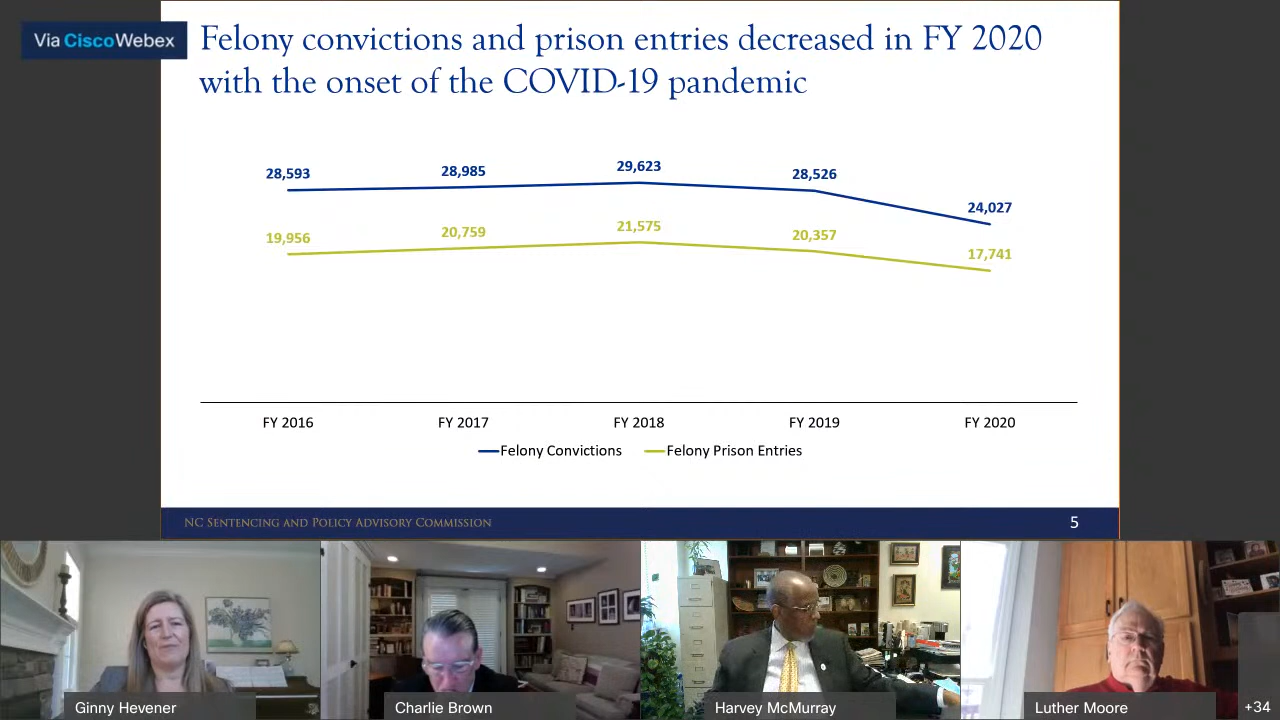 Via Cisco Webex
Felony convictions and prison entries decreased in FY 2020
with the onset of the COVID-19 pandemic
28,593
28,985
29,623
28,526
24,027
19,956
20,759
21,575
20,357
17,741
FY 2016
FY 2017
FY 2018
FY 2019
FY 2020
Felony Convictions
Felony Prison Entries
NC Sentencing and Policy Advisory Commission
5
Ginny Hevener
Charlie Brown
Harvey McMurray
Luther Moore
+34